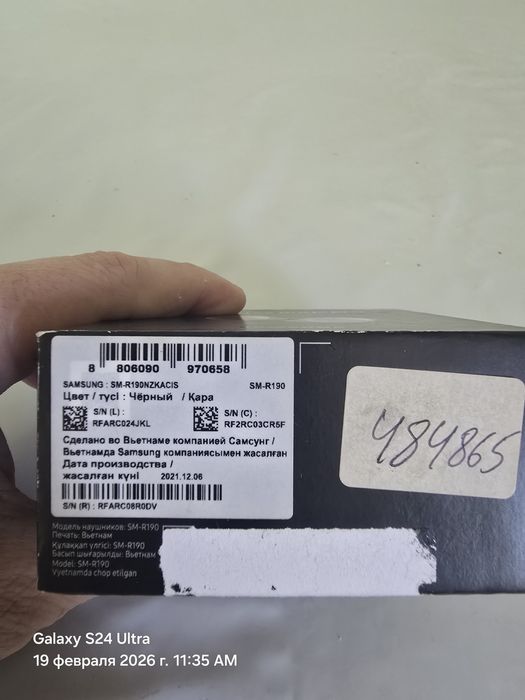 8 806090 970658
SAMSUNG : SM-R190NZKACIS SM-R190
Цвет / түсі : Чёрный / Қара
S/N (L) : S/N (C) :
RFARC024JKL RF2RC03CR5F
Сделано во Вьетнаме компанией Самсунг /
Вьетнамда Samsung компаниясымен жасалған
Дата производства /
жасалған күні 2021.12.06
S/N (R) : RFARC08R0DV
484865
Модель наушников: SM-R190
Печать: Вьетнам
Құлаққап үлгісі: SM-R190
Басып шығарылды: Вьетнам
Model: SM-R190
Vyetnamda chop etilgan
Galaxy S24 Ultra
19 февраля 2026 г. 11:35 AM